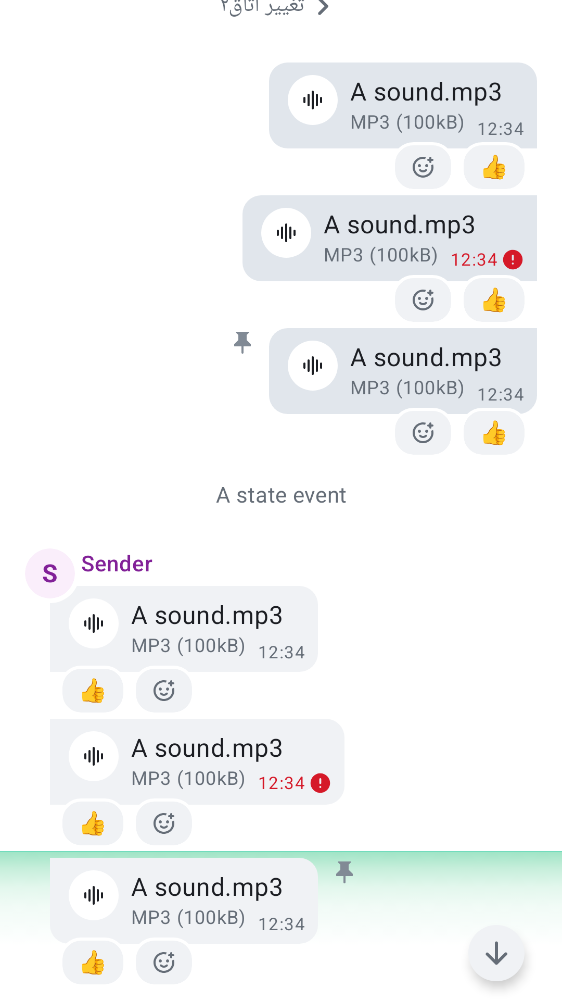 تغییر اتاق۲
A sound.mp3
MP3 (100kB) 12:34
👍
A sound.mp3
MP3 (100kB) 12:34
👍
A sound.mp3
MP3 (100kB) 12:34
👍
A state event
S Sender
A sound.mp3
MP3 (100kB) 12:34
👍
A sound.mp3
MP3 (100kB) 12:34
👍
A sound.mp3
MP3 (100kB) 12:34
👍